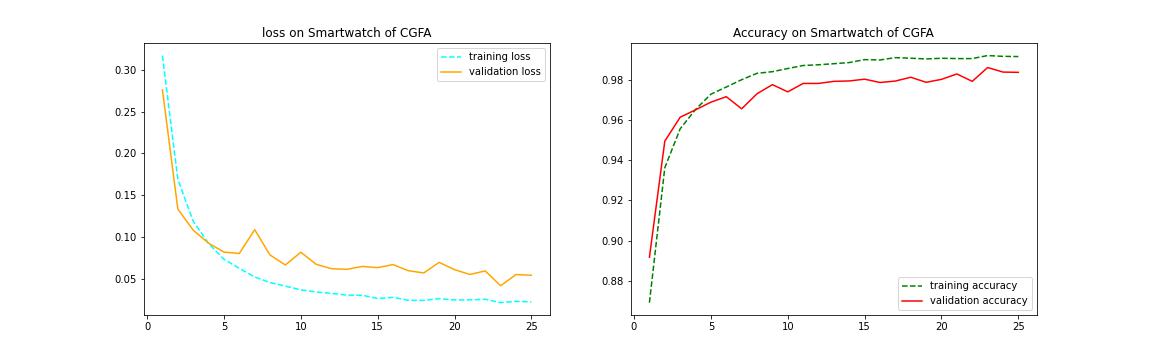 loss on Smartwatch of CGFA
training loss
validation loss
0.30
0.25
0.20
0.15
0.10
0.05
0 5 10 15 20 25
Accuracy on Smartwatch of CGFA
0.98
0.96
0.94
0.92
0.90
0.88
training accuracy
validation accuracy
0 5 10 15 20 25